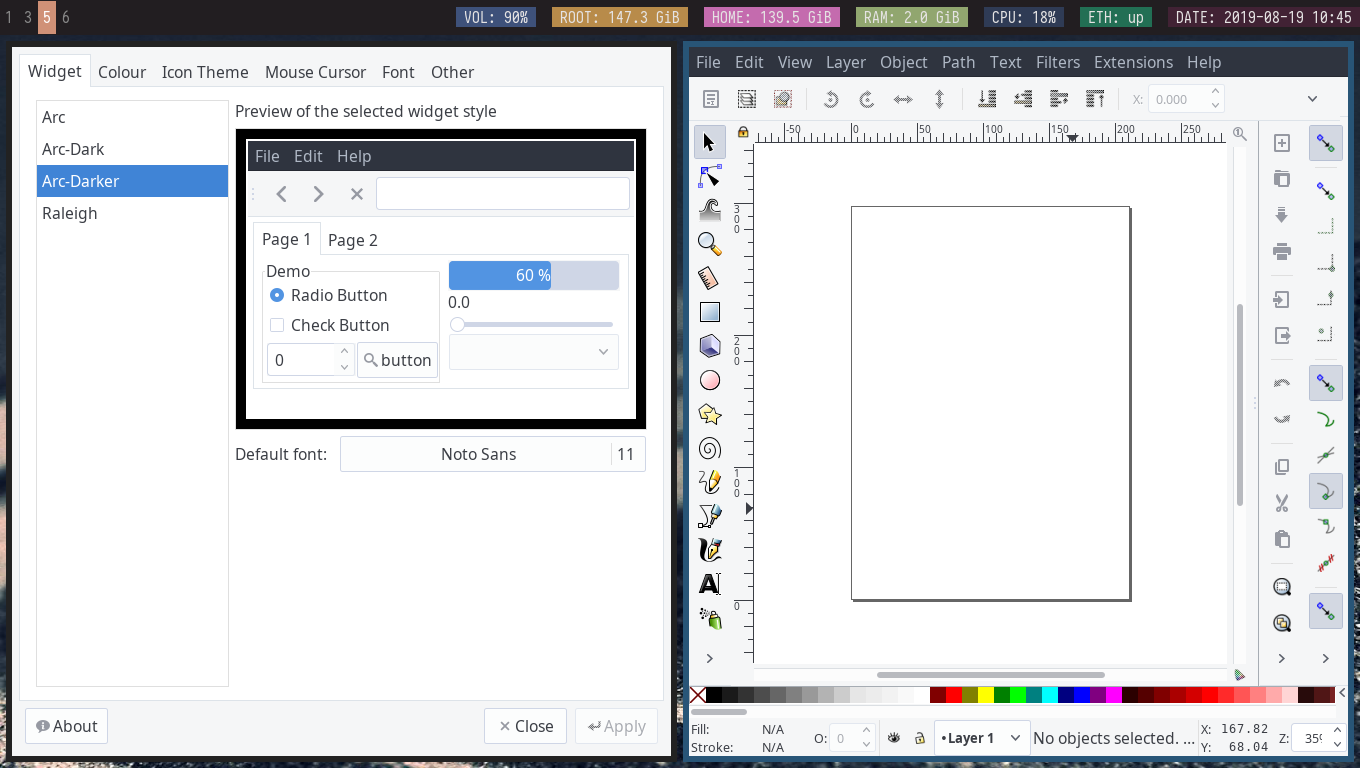 1 3 5 6
VOL: 90% ROOT: 147.3 GiB HOME: 139.5 GiB RAM: 2.0 GiB CPU: 18% ETH: up DATE: 2019-08-19 10:45
Widget Colour Icon Theme Mouse Cursor Font Other
Arc
Arc-Dark
Arc-Darker
Raleigh
Preview of the selected widget style
File Edit Help
Page 1 Page 2
Demo
Radio Button
Check Button
0 button
60 %
0.0
Default font: Noto Sans 11
About Close Apply
File Edit View Layer Object Path Text Filters Extensions Help
X: 0.000
-50 0 50 100 150 200 250
300
200
100
0
Fill: N/A
Stroke: N/A
O: 0
•Layer 1
No objects selected. ...
X: 167.82
Y: 68.04
Z: 35%